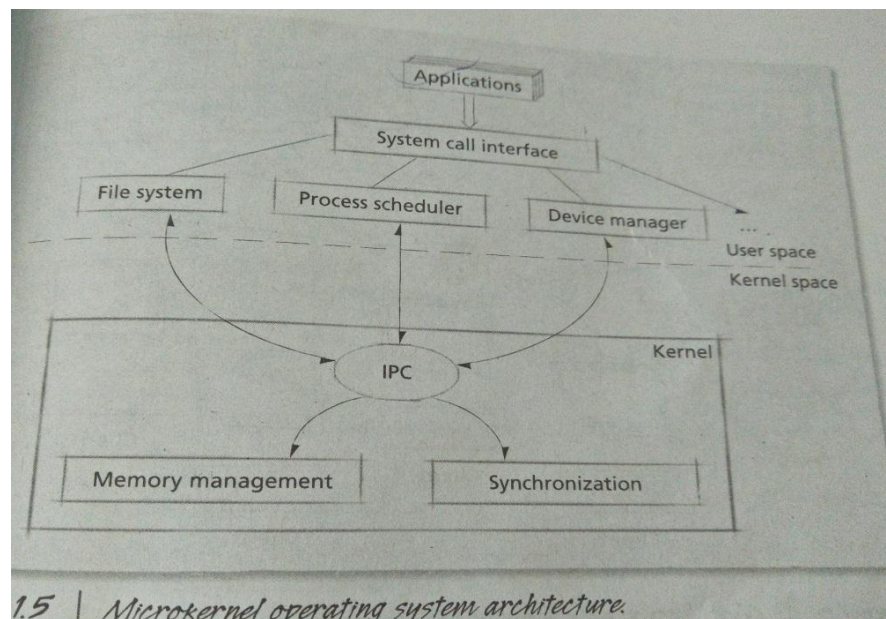 Applications
System call interface
File system
Process scheduler
Device manager
...
User space
Kernel space
Kernel
IPC
Memory management
Synchronization
1.5 | Microkernel operating system architecture.